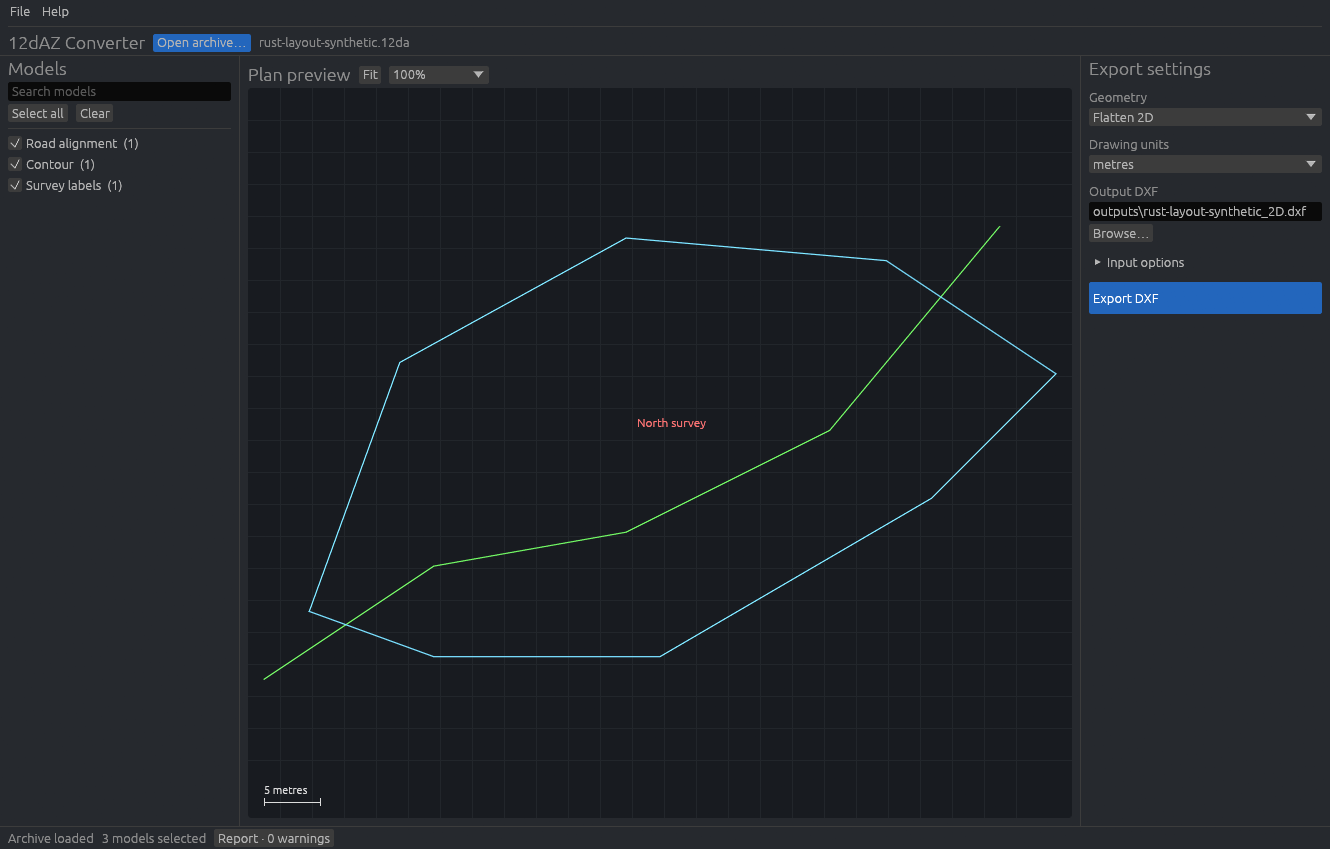 File Help
12dAZ Converter Open archive... rust-layout-synthetic.12da
Models
Search models
Select all Clear
Road alignment (1)
Contour (1)
Survey labels (1)
Plan preview Fit 100%
North survey
5 metres
Export settings
Geometry
Flatten 2D
Drawing units
metres
Output DXF
outputs\rust-layout-synthetic_2D.dxf
Browse...
Input options
Export DXF
Archive loaded 3 models selected Report · 0 warnings